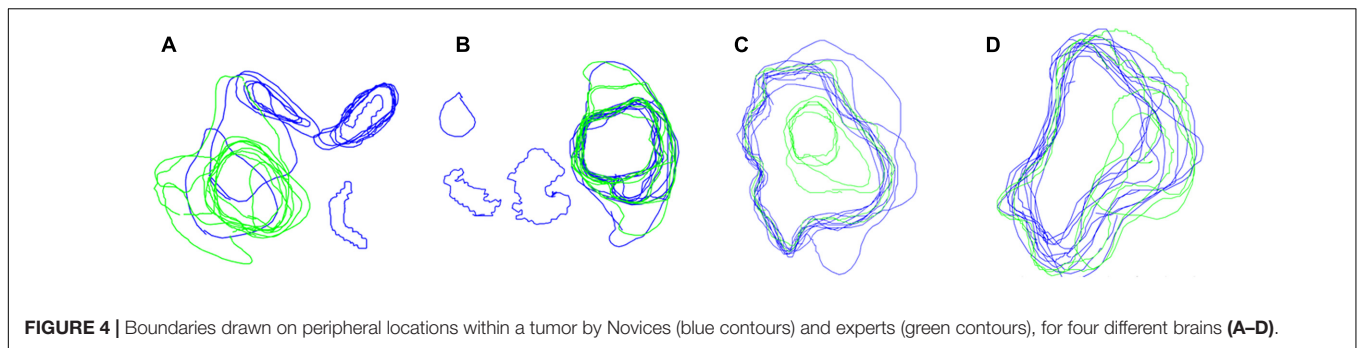 A B C D
FIGURE 4 | Boundaries drawn on peripheral locations within a tumor by Novices (blue contours) and experts (green contours), for four different brains (A–D).